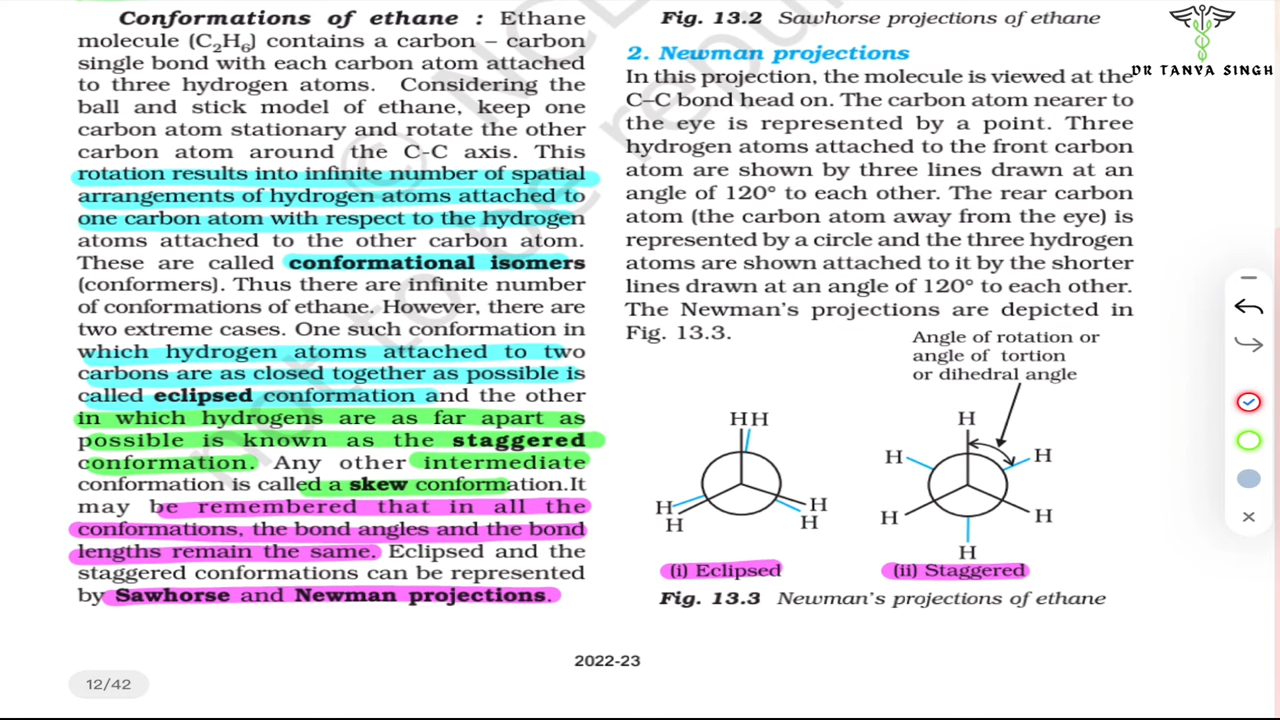 Conformations of ethane : Ethane
molecule (C₂H₆) contains a carbon – carbon
single bond with each carbon atom attached
to three hydrogen atoms. Considering the
ball and stick model of ethane, keep one
carbon atom stationary and rotate the other
carbon atom around the C-C axis. This
rotation results into infinite number of spatial
arrangements of hydrogen atoms attached to
one carbon atom with respect to the hydrogen
atoms attached to the other carbon atom.
These are called conformational isomers
(conformers). Thus there are infinite number
of conformations of ethane. However, there are
two extreme cases. One such conformation in
which hydrogen atoms attached to two
carbons are as closed together as possible is
called eclipsed conformation and the other
in which hydrogens are as far apart as
possible is known as the staggered
conformation. Any other intermediate
conformation is called a skew conformation.It
may be remembered that in all the
conformations, the bond angles and the bond
lengths remain the same. Eclipsed and the
staggered conformations can be represented
by Sawhorse and Newman projections.
Fig. 13.2 Sawhorse projections of ethane
2. Newman projections
In this projection, the molecule is viewed at the
C–C bond head on. The carbon atom nearer to
the eye is represented by a point. Three
hydrogen atoms attached to the front carbon
atom are shown by three lines drawn at an
angle of 120° to each other. The rear carbon
atom (the carbon atom away from the eye) is
represented by a circle and the three hydrogen
atoms are shown attached to it by the shorter
lines drawn at an angle of 120° to each other.
The Newman's projections are depicted in
Fig. 13.3.
Angle of rotation or
angle of tortion
or dihedral angle
H H
H
H
H
H
H
H
H
H
H
H
(i) Eclipsed
(ii) Staggered
Fig. 13.3 Newman's projections of ethane
2022-23
12/42
DR TANYA SINGH
not to be repu
© NC